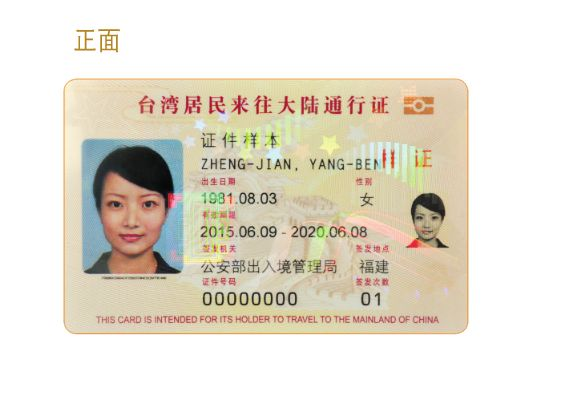 正面
台湾居民来往大陆通行证
证件样本
ZHENG-JIAN, YANG-BEN
出生日期 性别
1981.08.03 女
有效期限
2015.06.09 - 2020.06.08
签发机关 签发地点
公安部出入境管理局 福建
证件号码 签发次数
00000000 01
THIS CARD IS INTENDED FOR ITS HOLDER TO TRAVEL TO THE MAINLAND OF CHINA